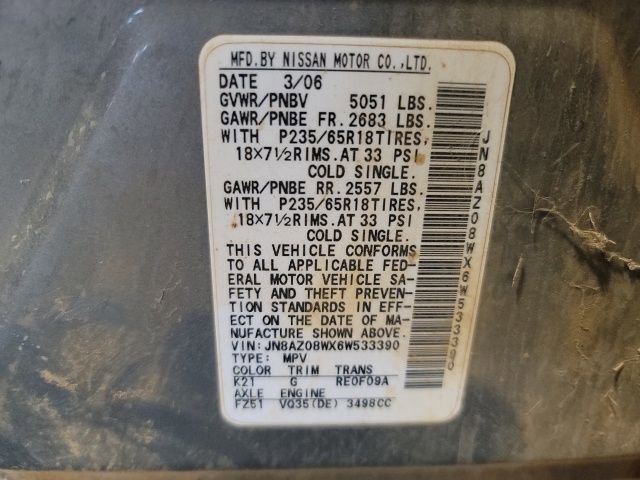 MFD.BY NISSAN MOTOR CO.,LTD.
DATE 3/06
GVWR/PNBV 5051 LBS.
GAWR/PNBE FR.2683 LBS.
WITH P235/65R18TIRES,
18X7½RIMS.AT 33 PSI
COLD SINGLE.
GAWR/PNBE RR.2557 LBS.
WITH P235/65R18TIRES,
18X7½RIMS.AT 33 PSI
COLD SINGLE.
THIS VEHICLE CONFORMS
TO ALL APPLICABLE FED-
ERAL MOTOR VEHICLE SA-
FETY AND THEFT PREVEN-
TION STANDARDS IN EFF-
ECT ON THE DATE OF MA-
NUFACTURE SHOWN ABOVE.
VIN:JN8AZ08WX6W533390
TYPE: MPV
COLOR TRIM TRANS
K21 G RE0F09A
AXLE ENGINE
FZ51 VQ35(DE) 3498CC
JN8AZ08WX6W533390